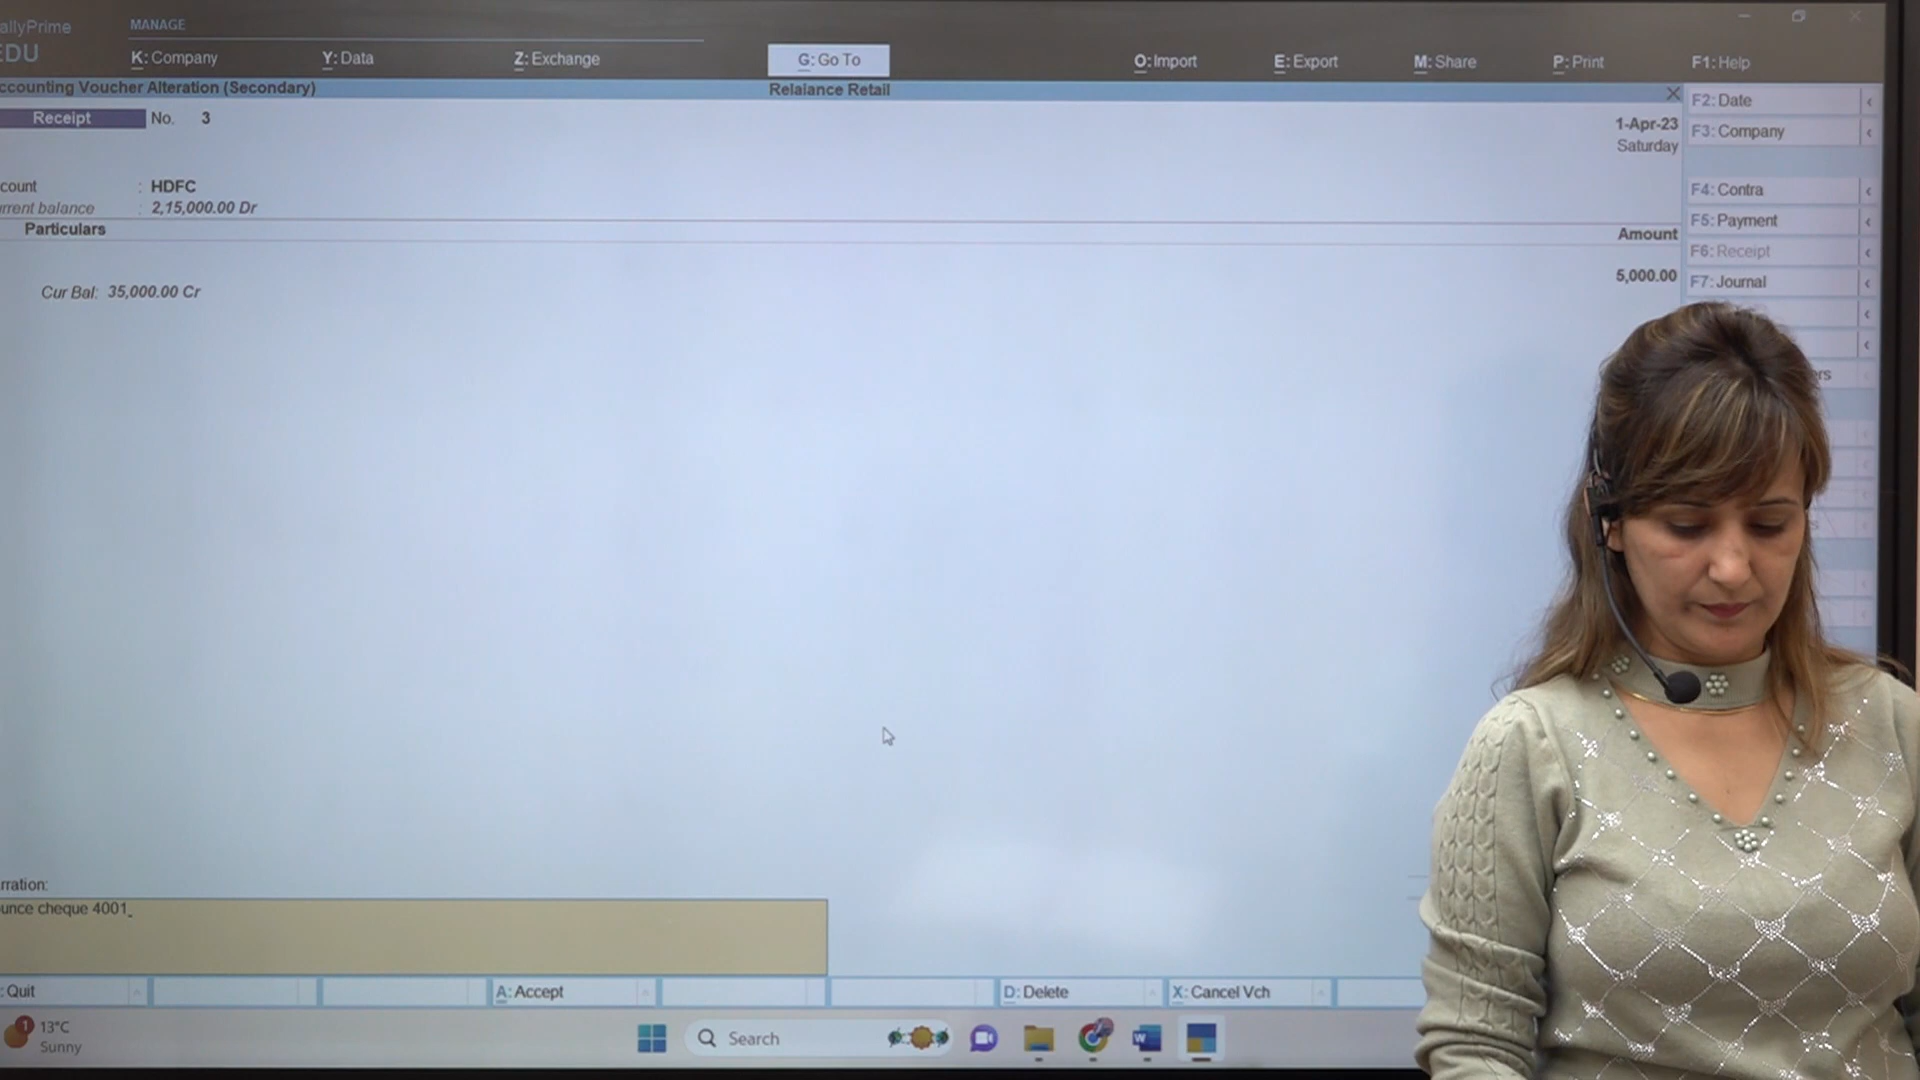 allyPrime
EDU
MANAGE
K: Company
Y: Data
Z: Exchange
G: Go To
O: Import
E: Export
M: Share
P: Print
F1: Help
ccounting Voucher Alteration (Secondary)
Relaiance Retail
Receipt No. 3
1-Apr-23
Saturday
count : HDFC
rrent balance : 2,15,000.00 Dr
Particulars
Amount
5,000.00
Cur Bal: 35,000.00 Cr
F2: Date
F3: Company
F4: Contra
F5: Payment
F6: Receipt
F7: Journal
ers
rration:
unce cheque 4001
: Quit
A: Accept
D: Delete
X: Cancel Vch
1
13°C
Sunny
Search
W